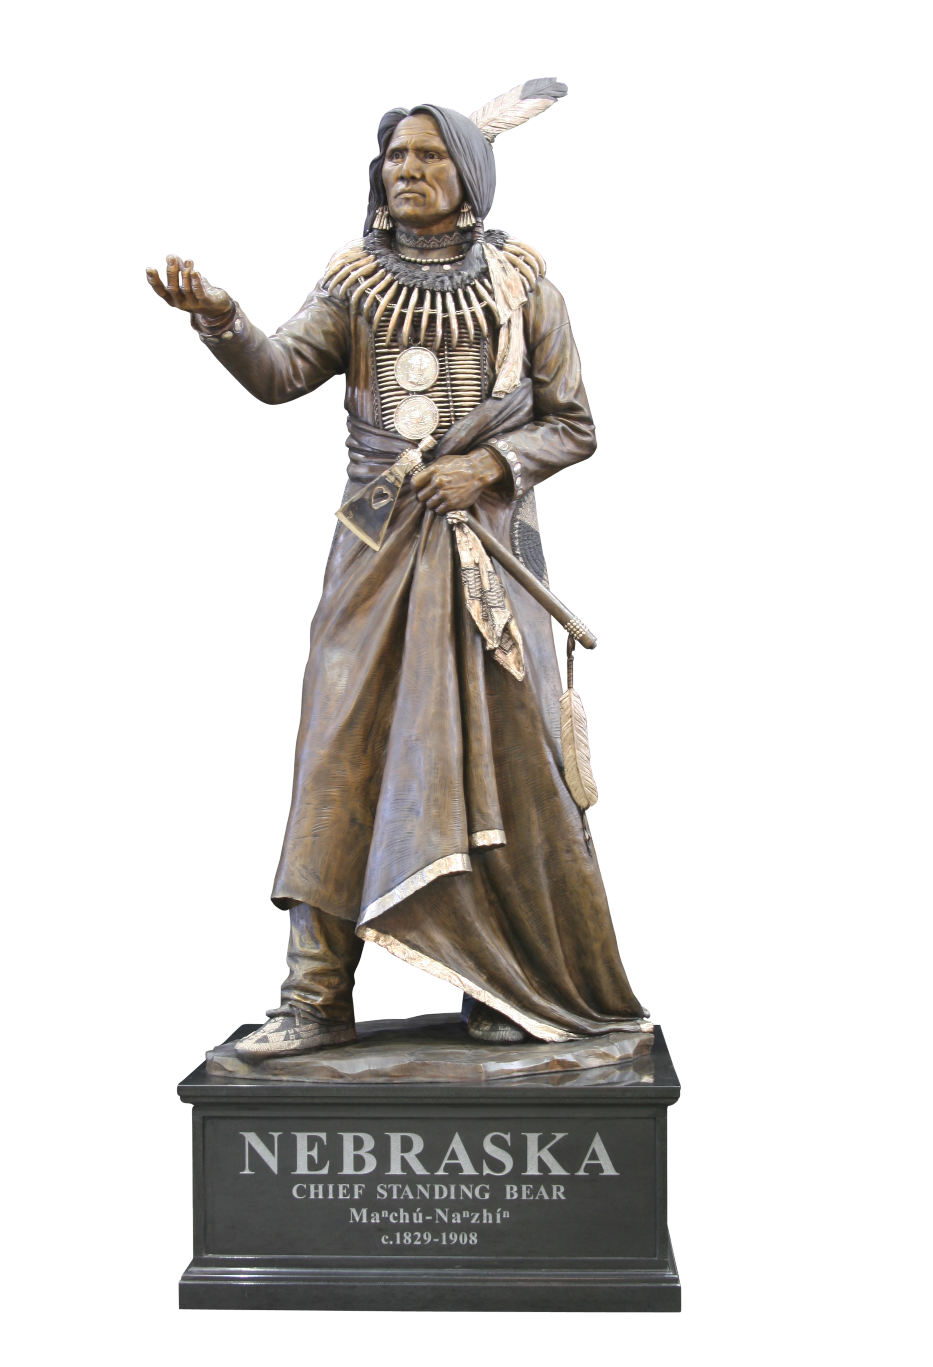 NEBRASKA
CHIEF STANDING BEAR
Maⁿchú-Naⁿzhíⁿ
c.1829-1908